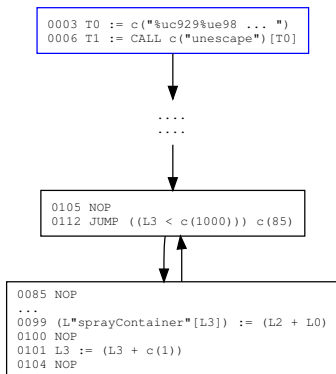 0003 T0 := c("%uc929%ue98 ... ")
0006 T1 := CALL c("unescape")[T0]
....
....
0105 NOP
0112 JUMP ((L3 < c(1000))) c(85)
0085 NOP
...
0099 (L"sprayContainer"[L3]) := (L2 + L0)
0100 NOP
0101 L3 := (L3 + c(1))
0104 NOP